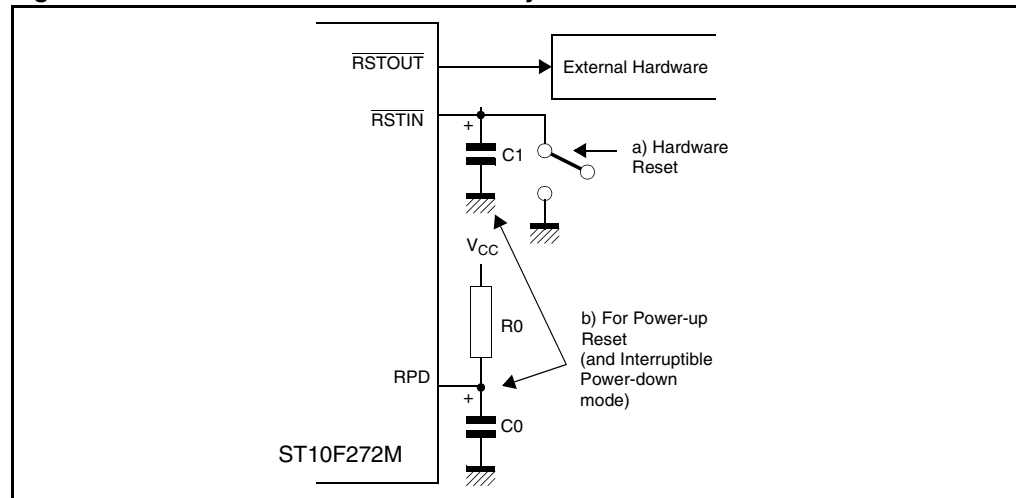 RSTOUT
External Hardware
RSTIN
+
C1
a) Hardware
Reset
VCC
R0
b) For Power-up
Reset
(and Interruptible
Power-down
mode)
RPD
+
C0
ST10F272M